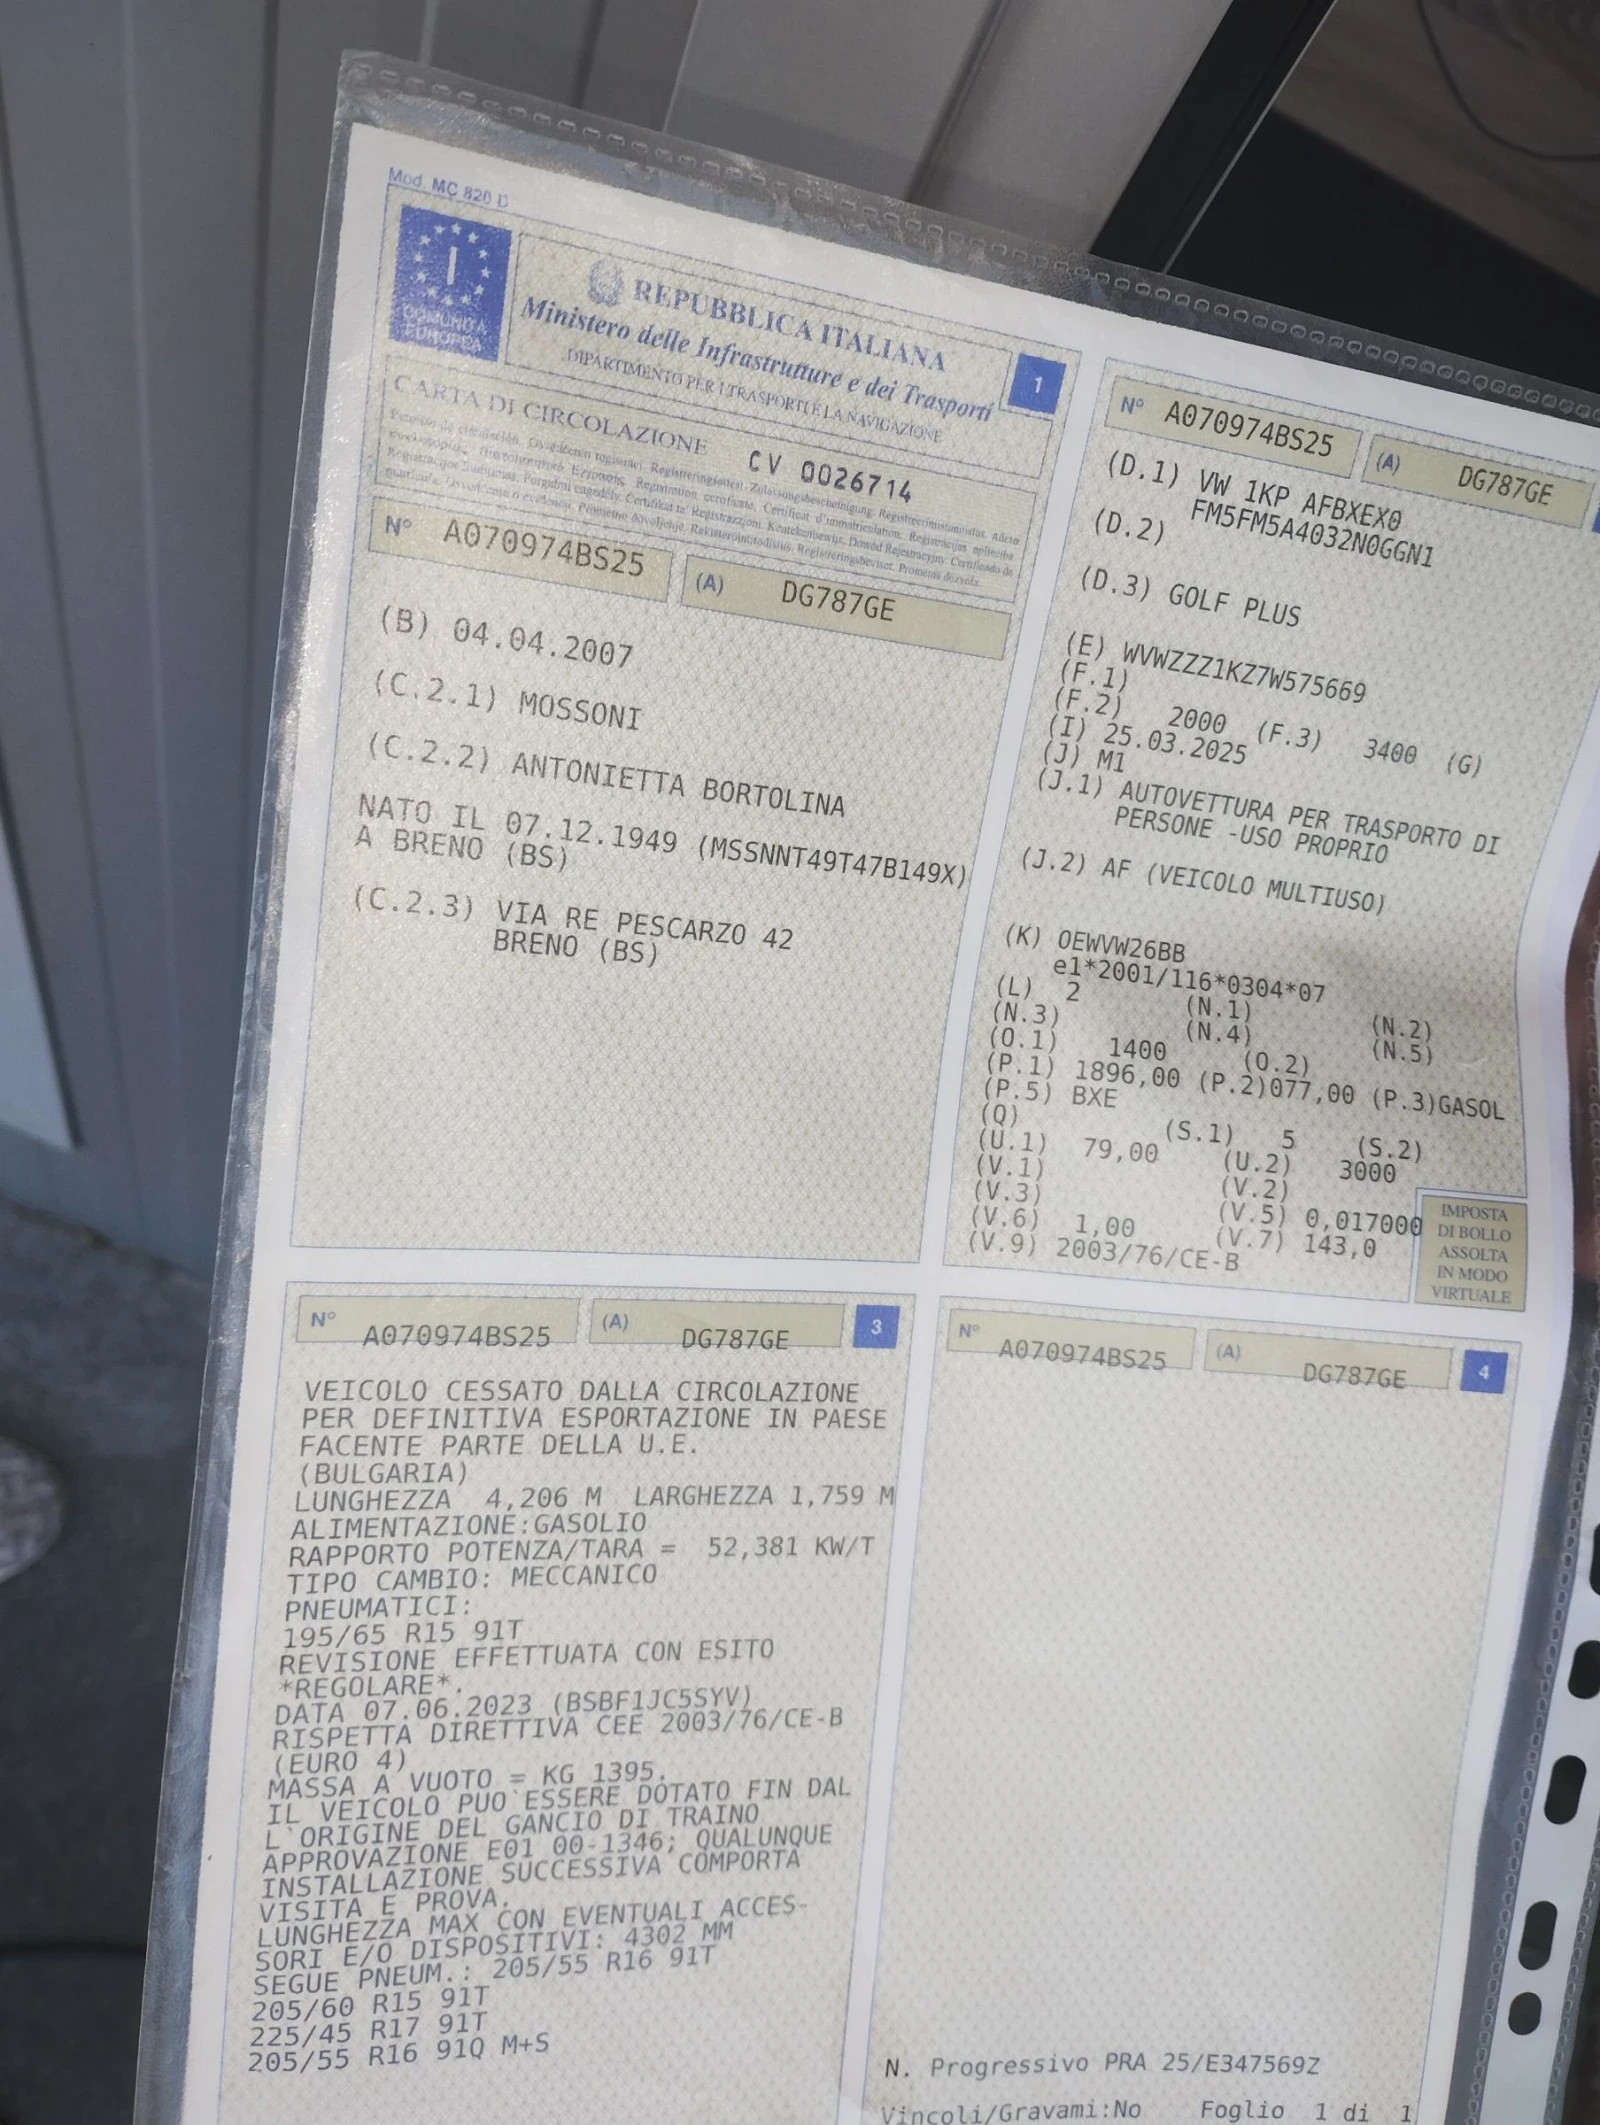 Mod. MC 820 D
I
COMUNITÀ
EUROPEA
REPUBBLICA ITALIANA
Ministero delle Infrastrutture e dei Trasporti
DIPARTIMENTO PER I TRASPORTI E LA NAVIGAZIONE
1
CARTA DI CIRCOLAZIONE
CV 0026714
N° A070974BS25 (A) DG787GE
(B) 04.04.2007
(C.2.1) MOSSONI
(C.2.2) ANTONIETTA BORTOLINA
NATO IL 07.12.1949 (MSSNNT49T47B149X)
A BRENO (BS)
(C.2.3) VIA RE PESCARZO 42
BRENO (BS)
N° A070974BS25 (A) DG787GE
(D.1) VW 1KP AFBXEX0
FM5FM5A4032N0GGN1
(D.2)
(D.3) GOLF PLUS
(E) WVWZZZ1KZ7W575669
(F.1)
(F.2) 2000 (F.3) 3400 (G)
(I) 25.03.2025
(J) M1
(J.1) AUTOVETTURA PER TRASPORTO DI
PERSONE -USO PROPRIO
(J.2) AF (VEICOLO MULTIUSO)
(K) OEWVW26BB
e1*2001/116*0304*07
(L) 2 (N.1) (N.2)
(N.3) (N.4) (N.5)
(O.1) 1400 (O.2)
(P.1) 1896,00 (P.2)077,00 (P.3)GASOL
(P.5) BXE
(Q) (S.1) 5 (S.2)
(U.1) 79,00 (U.2) 3000
(V.1) (V.2)
(V.3) (V.5) 0,017000
(V.6) 1,00 (V.7) 143,0
(V.9) 2003/76/CE-B
IMPOSTA
DI BOLLO
ASSOLTA
IN MODO
VIRTUALE
N° A070974BS25 (A) DG787GE 3
VEICOLO CESSATO DALLA CIRCOLAZIONE
PER DEFINITIVA ESPORTAZIONE IN PAESE
FACENTE PARTE DELLA U.E.
(BULGARIA)
LUNGHEZZA 4,206 M LARGHEZZA 1,759 M
ALIMENTAZIONE:GASOLIO
RAPPORTO POTENZA/TARA = 52,381 KW/T
TIPO CAMBIO: MECCANICO
PNEUMATICI:
195/65 R15 91T
REVISIONE EFFETTUATA CON ESITO
*REGOLARE*.
DATA 07.06.2023 (BSBF1JC5SYV)
RISPETTA DIRETTIVA CEE 2003/76/CE-B
(EURO 4)
MASSA A VUOTO = KG 1395.
IL VEICOLO PUO`ESSERE DOTATO FIN DAL
L`ORIGINE DEL GANCIO DI TRAINO
APPROVAZIONE E01 00-1346; QUALUNQUE
INSTALLAZIONE SUCCESSIVA COMPORTA
VISITA E PROVA.
LUNGHEZZA MAX CON EVENTUALI ACCES-
SORI E/O DISPOSITIVI: 4302 MM
SEGUE PNEUM.: 205/55 R16 91T
205/60 R15 91T
225/45 R17 91T
205/55 R16 91Q M+S
N° A070974BS25 (A) DG787GE 4
N. Progressivo PRA 25/E347569Z
Vincoli/Gravami:No Foglio 1 di 1